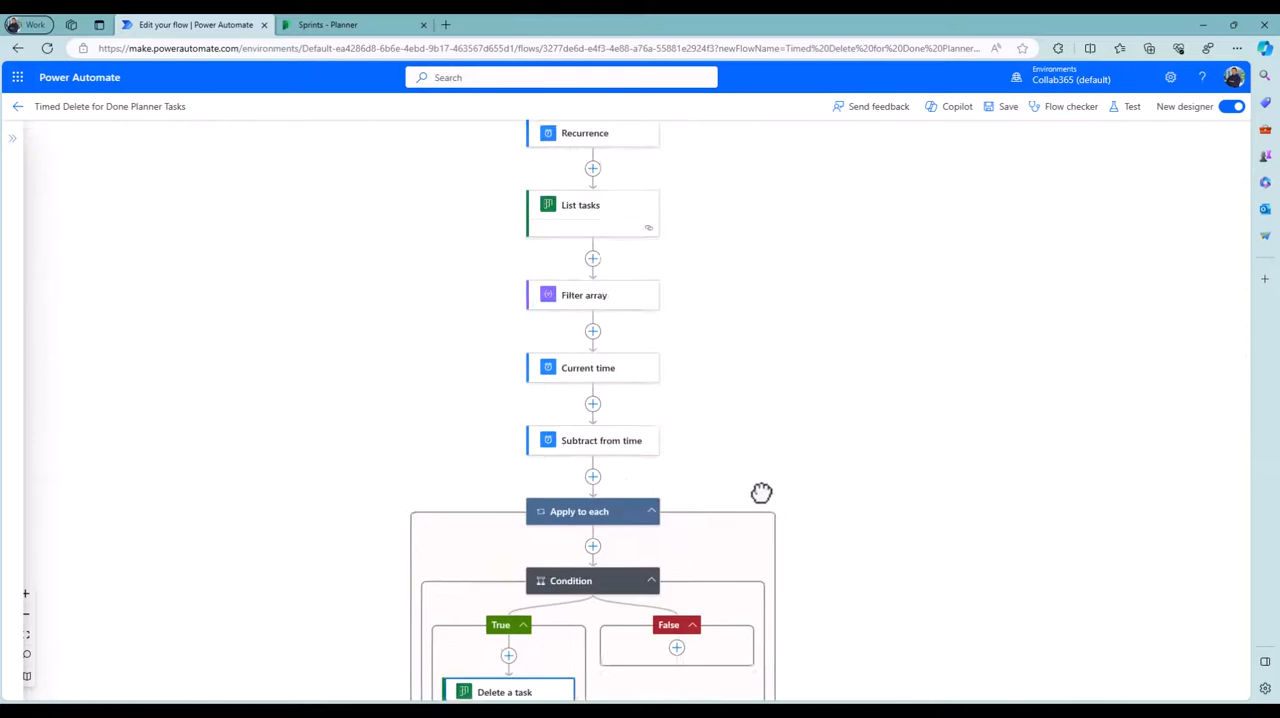 Work
Edit your flow | Power Automate
Sprints - Planner
https://make.powerautomate.com/environments/Default-ea4286d8-6b6e-4ebd-9b17-463567d655d1/flows/3277de6d-e4f3-4e88-a76a-55881e2924f3?newFlowName=Timed%20Delete%20for%20Done%20Planner...
Power Automate
Search
Environments
Collab365 (default)
Timed Delete for Done Planner Tasks
Send feedback
Copilot
Save
Flow checker
Test
New designer
Recurrence
List tasks
Filter array
Current time
Subtract from time
Apply to each
Condition
True
False
Delete a task